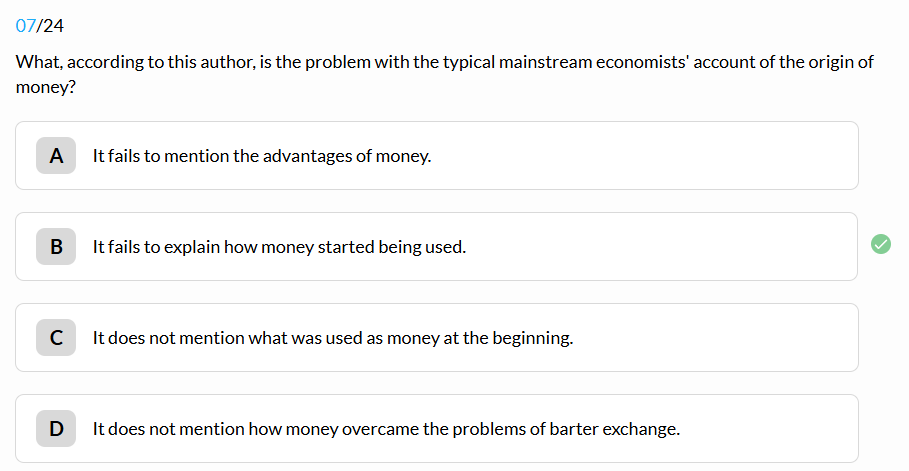 07/24
What, according to this author, is the problem with the typical mainstream economists' account of the origin of
money?
A It fails to mention the advantages of money.
B It fails to explain how money started being used.
C It does not mention what was used as money at the beginning.
D It does not mention how money overcame the problems of barter exchange.